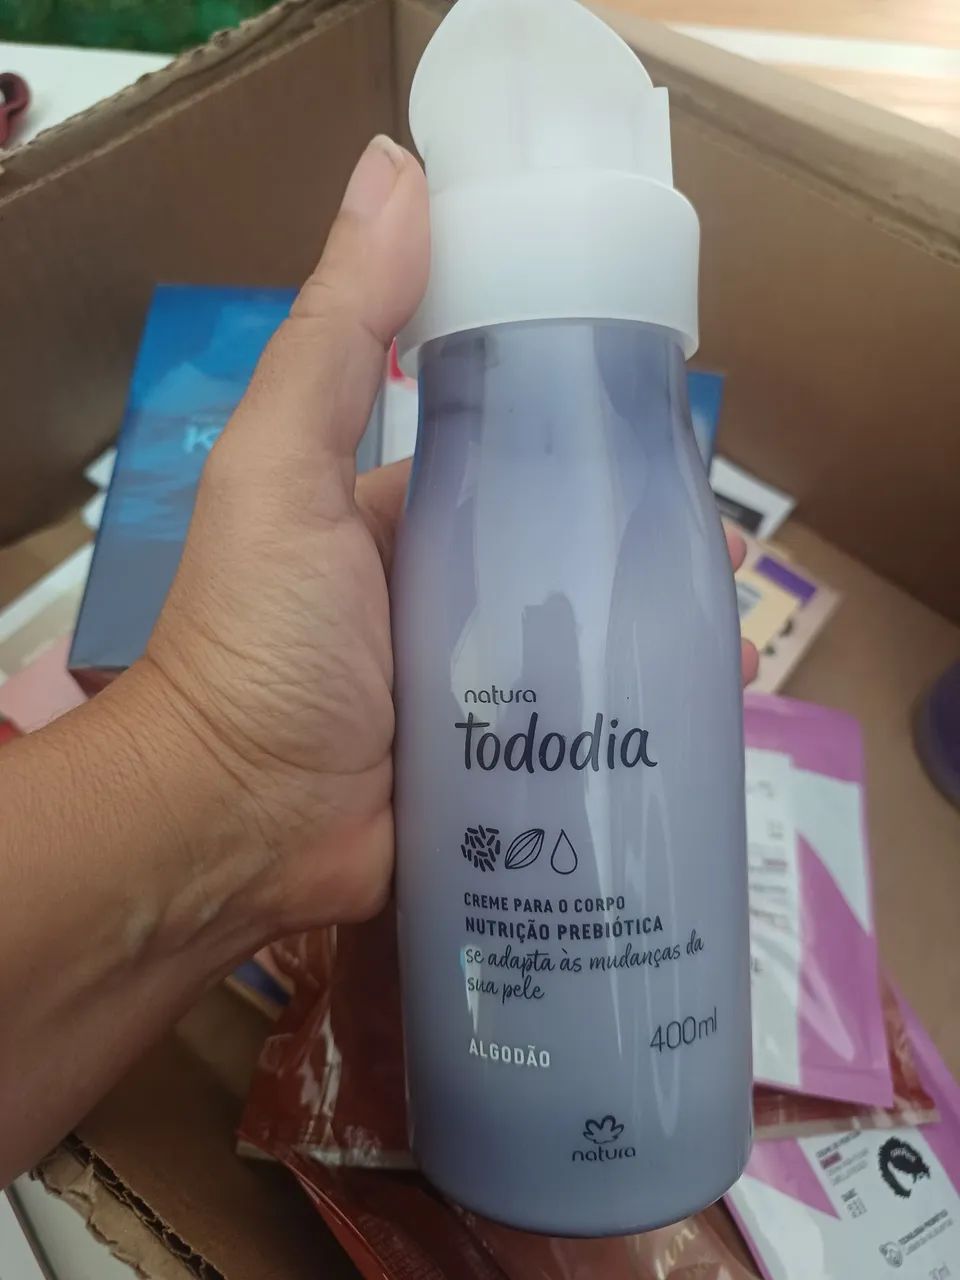 natura
Tododia
CREME PARA O CORPO
NUTRIÇÃO PREBIÓTICA
se adapta às mudanças da
sua pele
400ml
ALGODÃO
natura